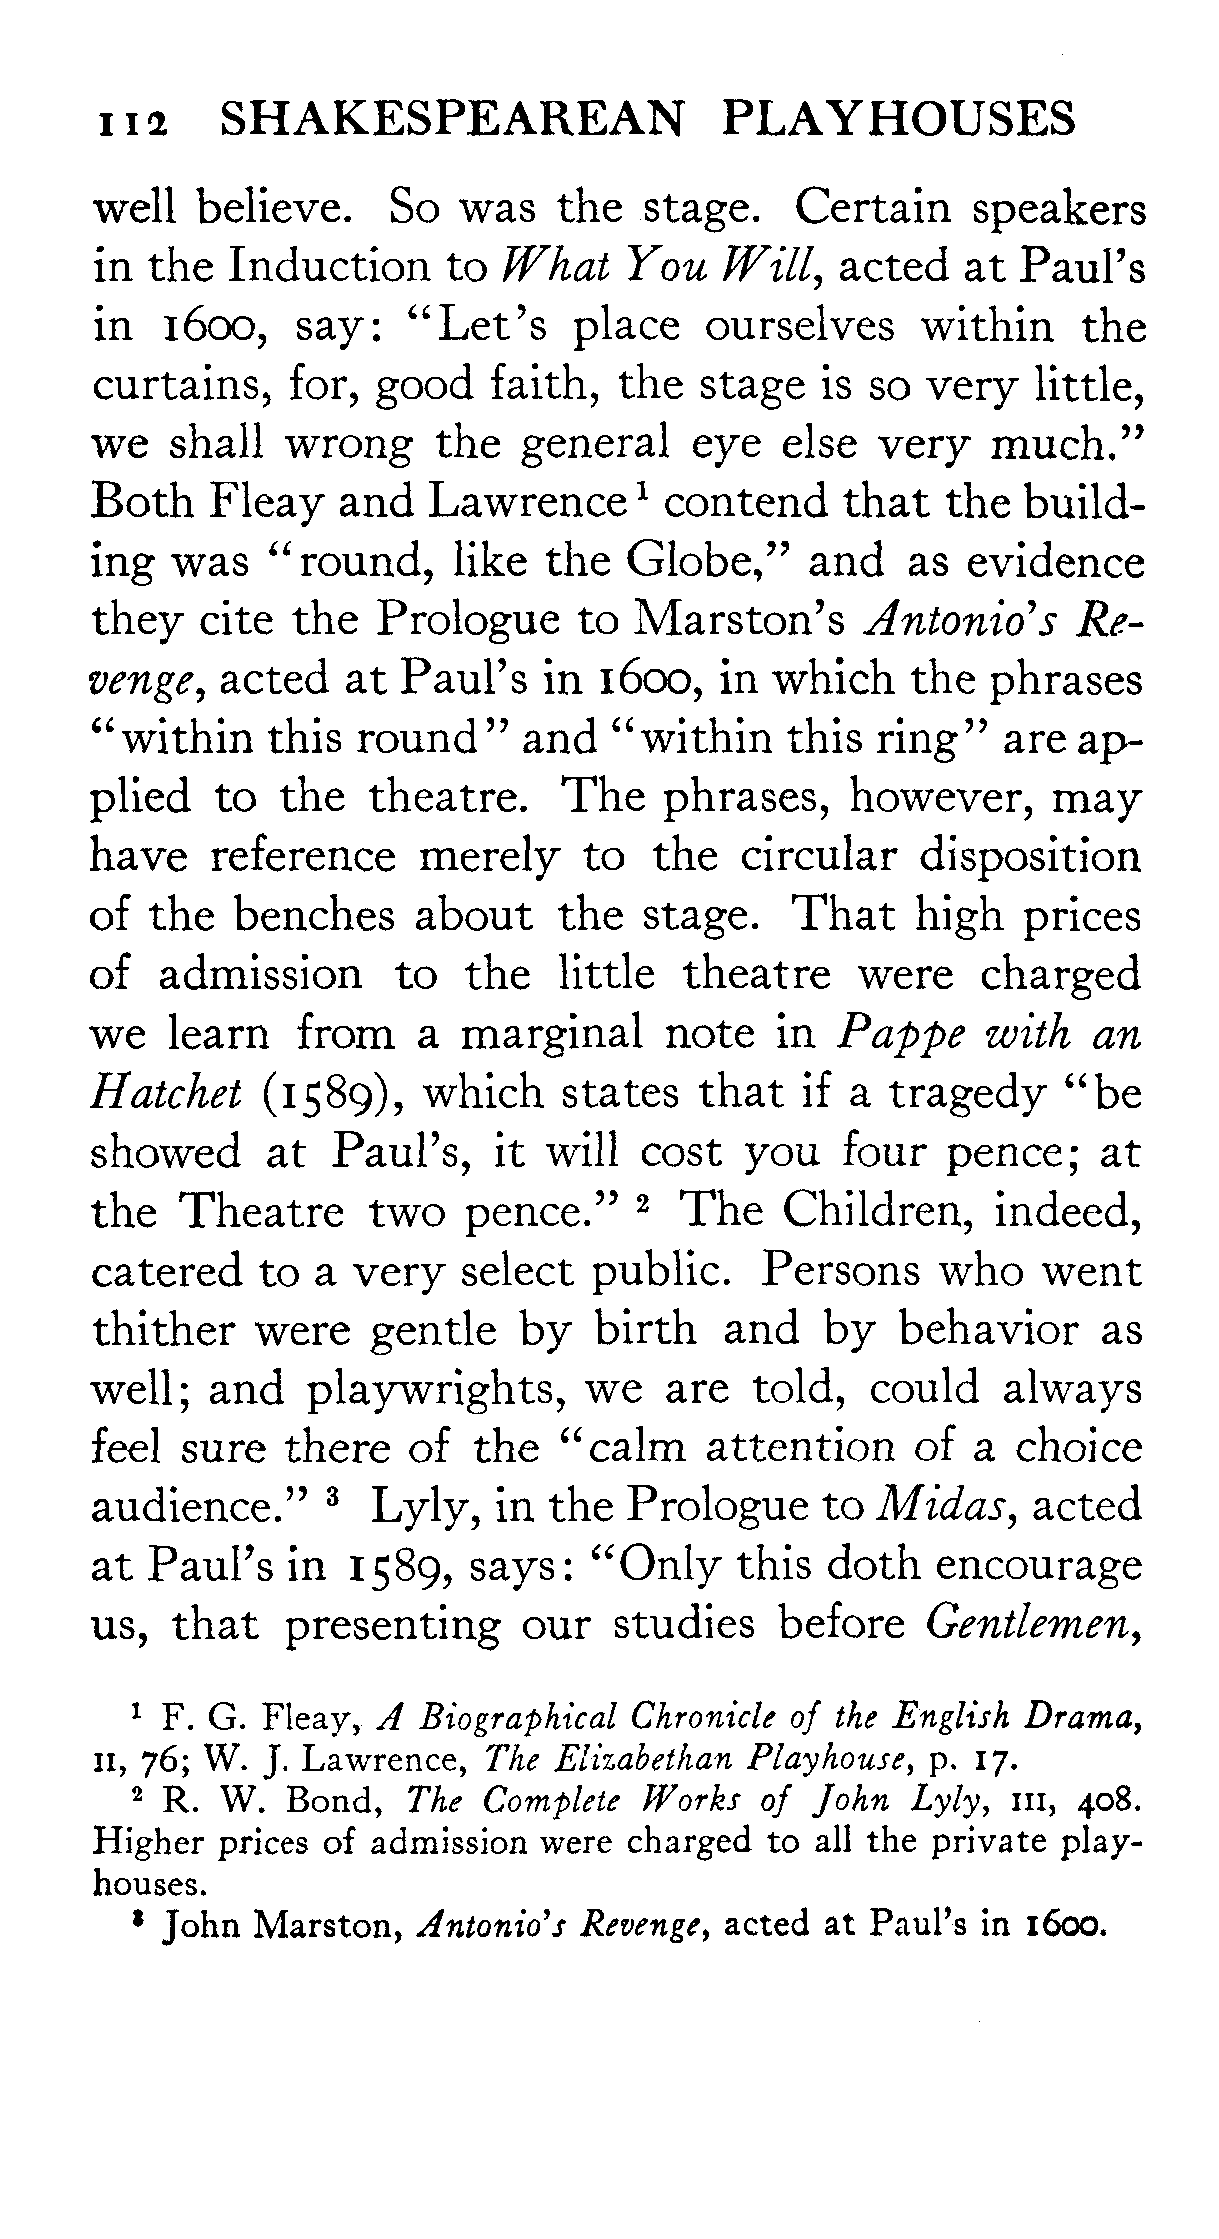 112 SHAKESPEAREAN PLAYHOUSES
well believe. So was the stage. Certain speakers
in the Induction to What You Will, acted at Paul's
in 1600, say: “Let's place ourselves within the
curtains, for, good faith, the stage is so very little,
we shall wrong the general eye else very much.”
Both Fleay and Lawrence ¹ contend that the build-
ing was “round, like the Globe,” and as evidence
they cite the Prologue to Marston's Antonio's Re-
venge, acted at Paul's in 1600, in which the phrases
“within this round” and “within this ring” are ap-
plied to the theatre. The phrases, however, may
have reference merely to the circular disposition
of the benches about the stage. That high prices
of admission to the little theatre were charged
we learn from a marginal note in Pappe with an
Hatchet (1589), which states that if a tragedy “be
showed at Paul's, it will cost you four pence; at
the Theatre two pence.” ² The Children, indeed,
catered to a very select public. Persons who went
thither were gentle by birth and by behavior as
well; and playwrights, we are told, could always
feel sure there of the “calm attention of a choice
audience.” ³ Lyly, in the Prologue to Midas, acted
at Paul's in 1589, says: “Only this doth encourage
us, that presenting our studies before Gentlemen,
¹ F. G. Fleay, A Biographical Chronicle of the English Drama,
II, 76; W. J. Lawrence, The Elizabethan Playhouse, p. 17.
² R. W. Bond, The Complete Works of John Lyly, III, 408.
Higher prices of admission were charged to all the private play-
houses.
³ John Marston, Antonio's Revenge, acted at Paul's in 1600.